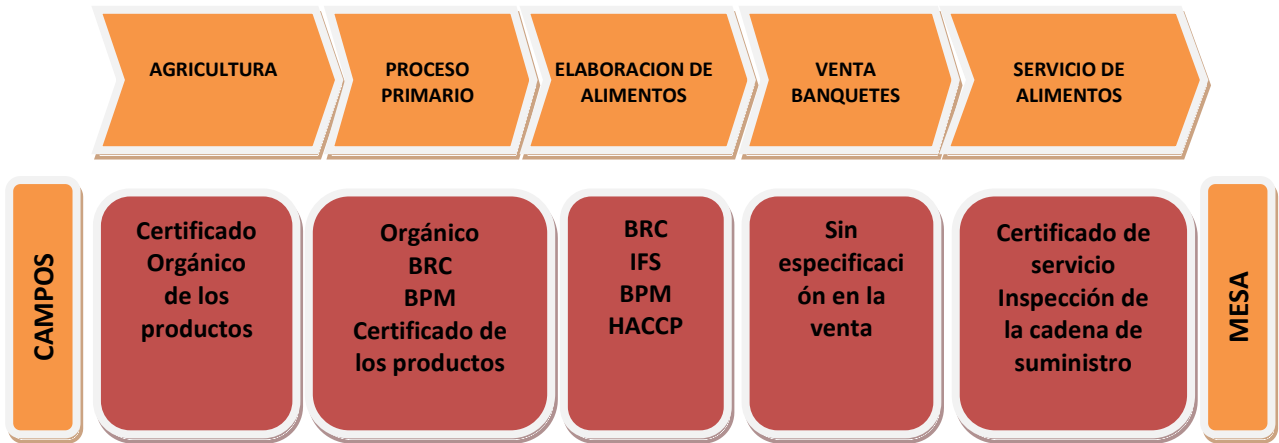 AGRICULTURA
PROCESO
PRIMARIO
ELABORACION DE
ALIMENTOS
VENTA
BANQUETES
SERVICIO DE
ALIMENTOS
CAMPOS
Certificado
Orgánico
de los
productos
Orgánico
BRC
BPM
Certificado de
los productos
BRC
IFS
BPM
HACCP
Sin
especificaci
ón en la
venta
Certificado de
servicio
Inspección de
la cadena de
suministro
MESA